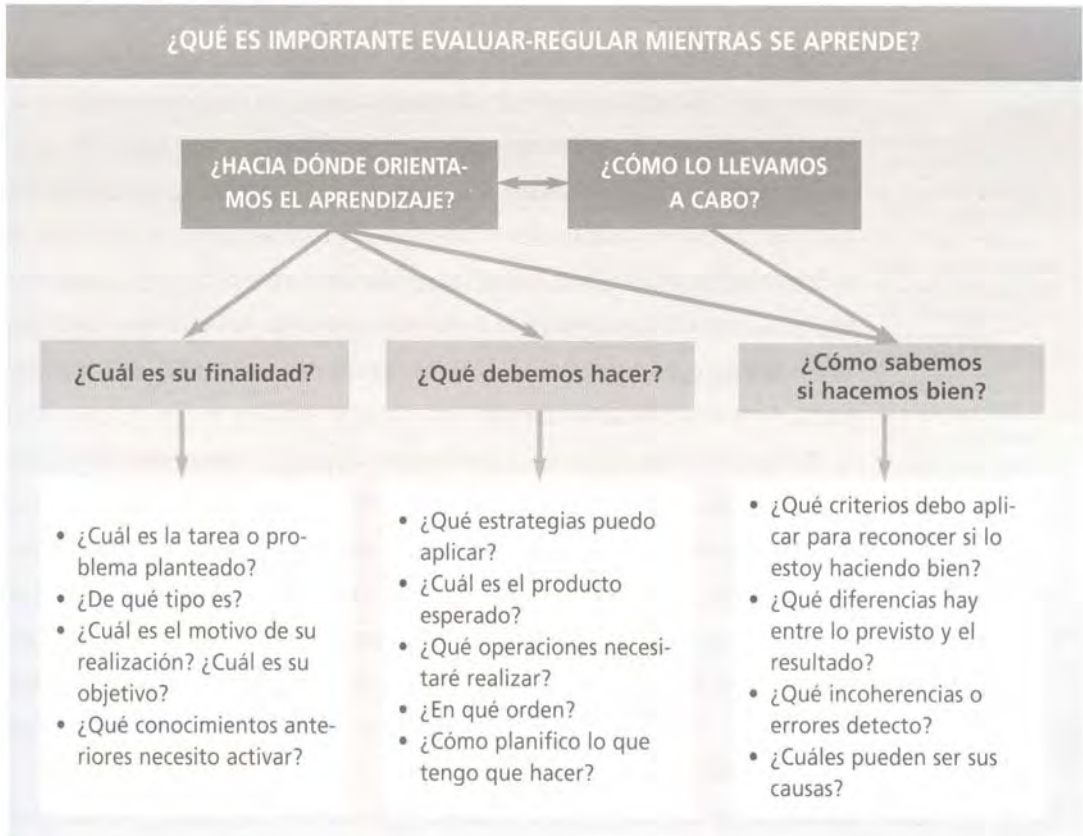 ¿QUÉ ES IMPORTANTE EVALUAR-REGULAR MIENTRAS SE APRENDE?
¿HACIA DÓNDE ORIENTA-
MOS EL APRENDIZAJE?
¿CÓMO LO LLEVAMOS
A CABO?
¿Cuál es su finalidad?
¿Qué debemos hacer?
¿Cómo sabemos
si hacemos bien?
• ¿Cuál es la tarea o pro-
blema planteado?
• ¿De qué tipo es?
• ¿Cuál es el motivo de su
realización? ¿Cuál es su
objetivo?
• ¿Qué conocimientos ante-
riores necesito activar?
• ¿Qué estrategias puedo
aplicar?
• ¿Cuál es el producto
esperado?
• ¿Qué operaciones necesi-
taré realizar?
• ¿En qué orden?
• ¿Cómo planifico lo que
tengo que hacer?
• ¿Qué criterios debo apli-
car para reconocer si lo
estoy haciendo bien?
• ¿Qué diferencias hay
entre lo previsto y el
resultado?
• ¿Qué incoherencias o
errores detecto?
• ¿Cuáles pueden ser sus
causas?